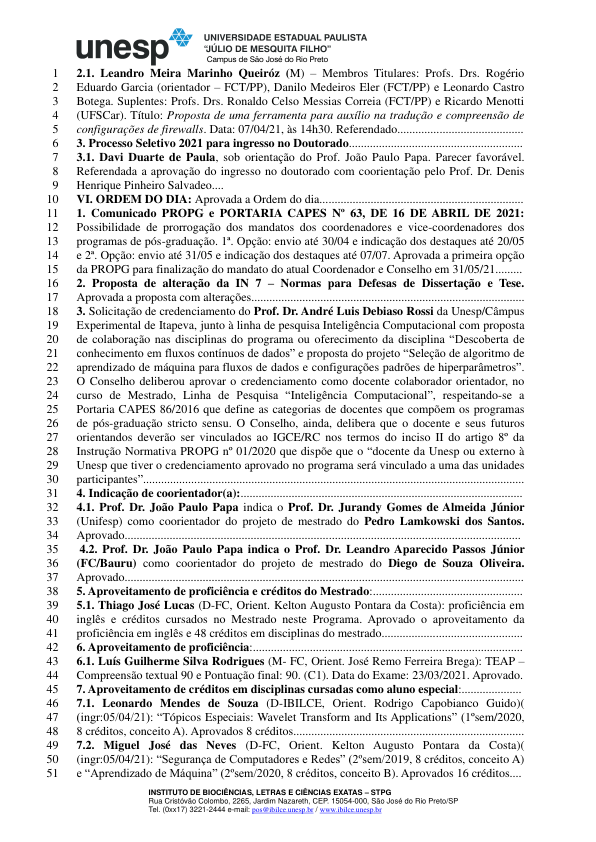 unesp
UNIVERSIDADE ESTADUAL PAULISTA
“JÚLIO DE MESQUITA FILHO”
Campus de São José do Rio Preto
1 2.1. Leandro Meira Marinho Queiróz (M) – Membros Titulares: Profs. Drs. Rogério
2 Eduardo Garcia (orientador – FCT/PP), Danilo Medeiros Eler (FCT/PP) e Leonardo Castro
3 Botega. Suplentes: Profs. Drs. Ronaldo Celso Messias Correia (FCT/PP) e Ricardo Menotti
4 (UFSCar). Título: Proposta de uma ferramenta para auxílio na tradução e compreensão de
5 configurações de firewalls. Data: 07/04/21, às 14h30. Referendado..........................................
6 3. Processo Seletivo 2021 para ingresso no Doutorado..........................................................
7 3.1. Davi Duarte de Paula, sob orientação do Prof. João Paulo Papa. Parecer favorável.
8 Referendada a aprovação do ingresso no doutorado com coorientação pelo Prof. Dr. Denis
9 Henrique Pinheiro Salvadeo....
10 VI. ORDEM DO DIA: Aprovada a Ordem do dia....................................................................
11 1. Comunicado PROPG e PORTARIA CAPES Nº 63, DE 16 DE ABRIL DE 2021:
12 Possibilidade de prorrogação dos mandatos dos coordenadores e vice-coordenadores dos
13 programas de pós-graduação. 1ª. Opção: envio até 30/04 e indicação dos destaques até 20/05
14 e 2ª. Opção: envio até 31/05 e indicação dos destaques até 07/07. Aprovada a primeira opção
15 da PROPG para finalização do mandato do atual Coordenador e Conselho em 31/05/21.........
16 2. Proposta de alteração da IN 7 – Normas para Defesas de Dissertação e Tese.
17 Aprovada a proposta com alterações...........................................................................................
18 3. Solicitação de credenciamento do Prof. Dr. André Luis Debiaso Rossi da Unesp/Câmpus
19 Experimental de Itapeva, junto à linha de pesquisa Inteligência Computacional com proposta
20 de colaboração nas disciplinas do programa ou oferecimento da disciplina “Descoberta de
21 conhecimento em fluxos contínuos de dados” e proposta do projeto “Seleção de algoritmo de
22 aprendizado de máquina para fluxos de dados e configurações padrões de hiperparâmetros”.
23 O Conselho deliberou aprovar o credenciamento como docente colaborador orientador, no
24 curso de Mestrado, Linha de Pesquisa “Inteligência Computacional”, respeitando-se a
25 Portaria CAPES 86/2016 que define as categorias de docentes que compõem os programas
26 de pós-graduação stricto sensu. O Conselho, ainda, delibera que o docente e seus futuros
27 orientandos deverão ser vinculados ao IGCE/RC nos termos do inciso II do artigo 8º da
28 Instrução Normativa PROPG nº 01/2020 que dispõe que o “docente da Unesp ou externo à
29 Unesp que tiver o credenciamento aprovado no programa será vinculado a uma das unidades
30 participantes”...............................................................................................................................
31 4. Indicação de coorientador(a):..............................................................................................
32 4.1. Prof. Dr. João Paulo Papa indica o Prof. Dr. Jurandy Gomes de Almeida Júnior
33 (Unifesp) como coorientador do projeto de mestrado do Pedro Lamkowski dos Santos.
34 Aprovado....................................................................................................................................
35 4.2. Prof. Dr. João Paulo Papa indica o Prof. Dr. Leandro Aparecido Passos Júnior
36 (FC/Bauru) como coorientador do projeto de mestrado do Diego de Souza Oliveira.
37 Aprovado.....................................................................................................................................
38 5. Aproveitamento de proficiência e créditos do Mestrado:..................................................
39 5.1. Thiago José Lucas (D-FC, Orient. Kelton Augusto Pontara da Costa): proficiência em
40 inglês e créditos cursados no Mestrado neste Programa. Aprovado o aproveitamento da
41 proficiência em inglês e 48 créditos em disciplinas do mestrado...............................................
42 6. Aproveitamento de proficiência:..........................................................................................
43 6.1. Luís Guilherme Silva Rodrigues (M- FC, Orient. José Remo Ferreira Brega): TEAP –
44 Compreensão textual 90 e Pontuação final: 90. (C1). Data do Exame: 23/03/2021. Aprovado.
45 7. Aproveitamento de créditos em disciplinas cursadas como aluno especial:....................
46 7.1. Leonardo Mendes de Souza (D-IBILCE, Orient. Rodrigo Capobianco Guido)(
47 (ingr:05/04/21): “Tópicos Especiais: Wavelet Transform and Its Applications” (1ºsem/2020,
48 8 créditos, conceito A). Aprovados 8 créditos.............................................................................
49 7.2. Miguel José das Neves (D-FC, Orient. Kelton Augusto Pontara da Costa)(
50 (ingr:05/04/21): “Segurança de Computadores e Redes” (2ºsem/2019, 8 créditos, conceito A)
51 e “Aprendizado de Máquina” (2ºsem/2020, 8 créditos, conceito B). Aprovados 16 créditos....
INSTITUTO DE BIOCIÊNCIAS, LETRAS E CIÊNCIAS EXATAS – STPG
Rua Cristóvão Colombo, 2265, Jardim Nazareth, CEP. 15054-000, São José do Rio Preto/SP
Tel. (0xx17) 3221-2444 e-mail: pos@ibilce.unesp.br / www.ibilce.unesp.br